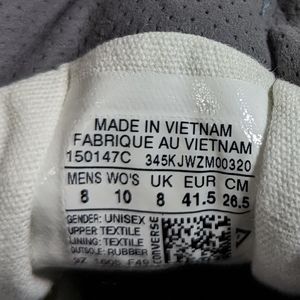 MADE IN VIETNAM
FABRIQUE AU VIETNAM
150147C 345KJWZM00320
MENS WO'S UK EUR CM
8 10 8 41.5 26.5
GENDER: UNISEX
UPPER: TEXTILE
LINING: TEXTILE
OUTSOLE: RUBBER
CONVERSE